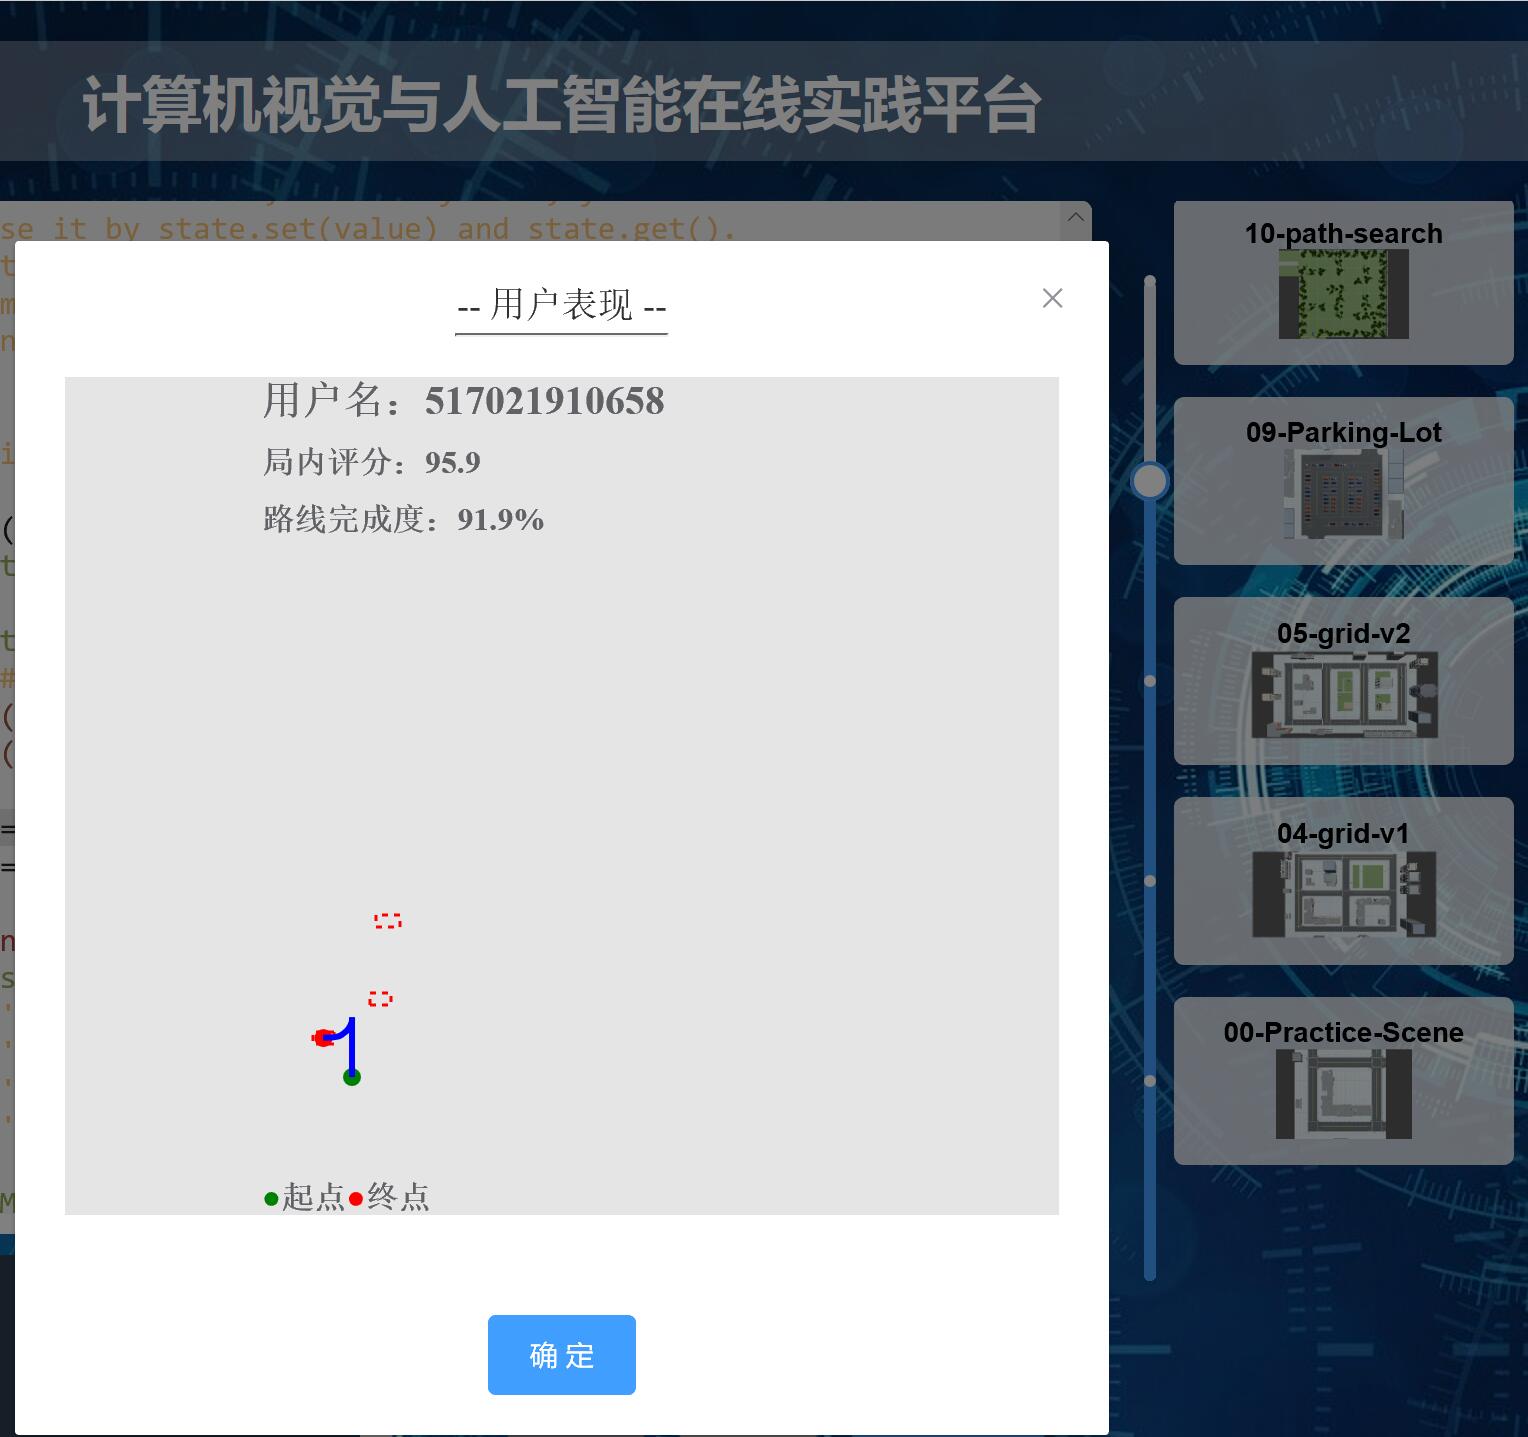 计算机视觉与人工智能在线实践平台
se it by state.set(value) and state.get().
-- 用户表现 --
用户名：517021910658
局内评分：95.9
路线完成度：91.9%
起点 终点
确 定
10-path-search
09-Parking-Lot
05-grid-v2
04-grid-v1
00-Practice-Scene